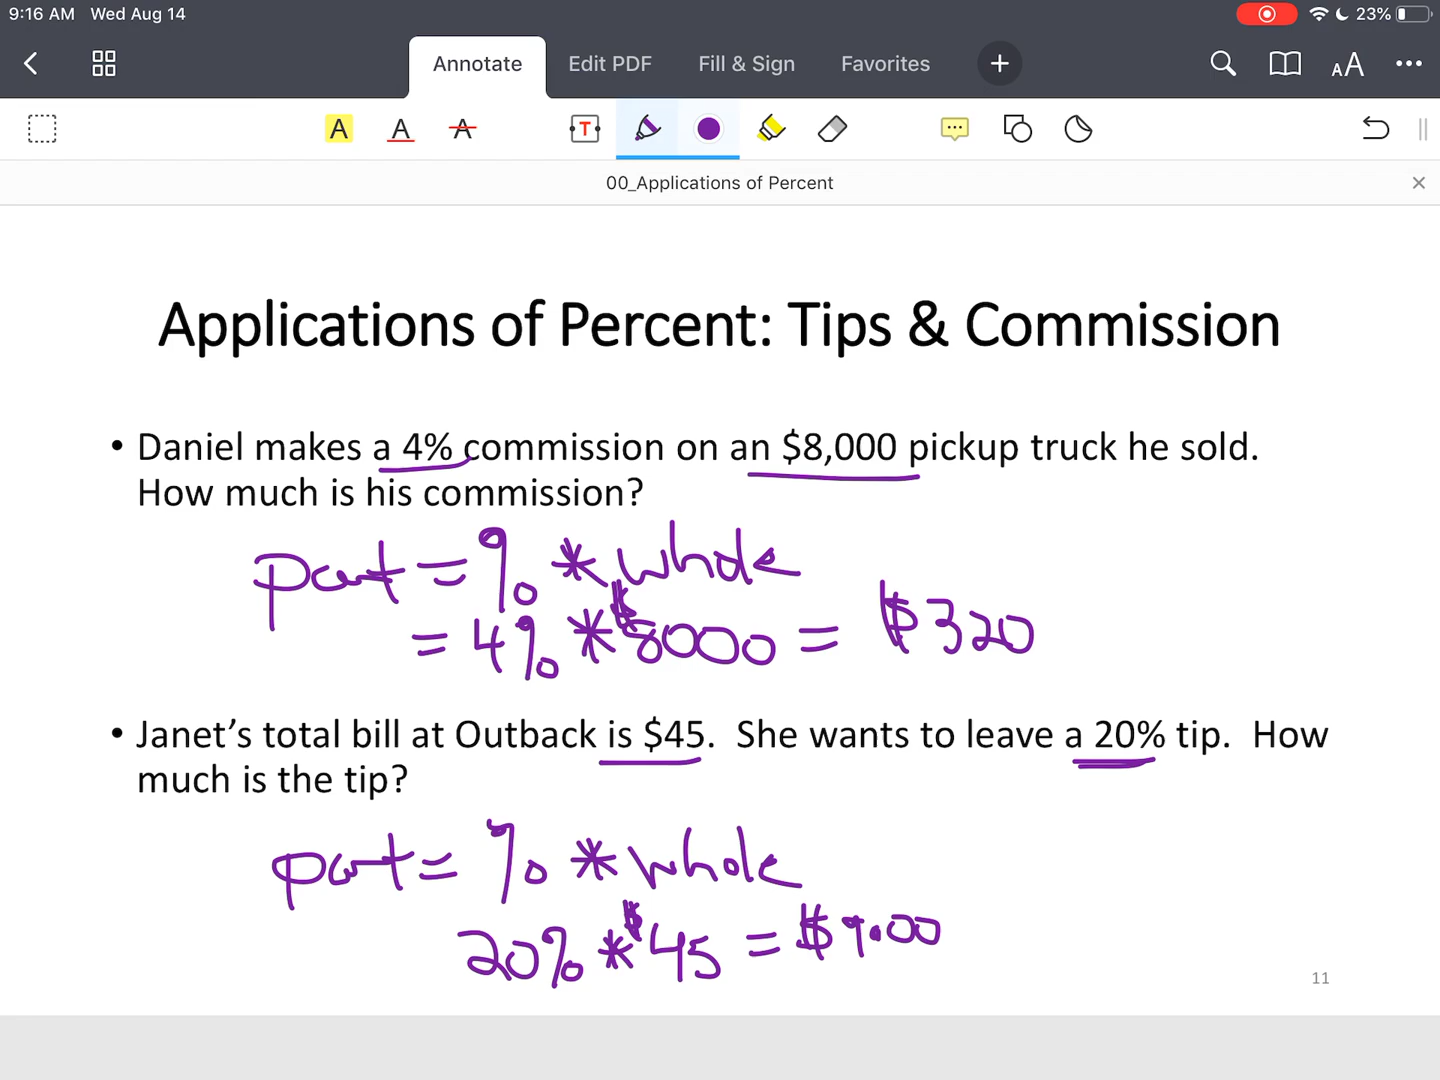 9:16 AM Wed Aug 14 23%
Annotate Edit PDF Fill & Sign Favorites +
A A A T AA
00_Applications of Percent
Applications of Percent: Tips & Commission
• Daniel makes a 4% commission on an $8,000 pickup truck he sold.
How much is his commission?
part = % * whole
= 4% * $8000 = $320
• Janet’s total bill at Outback is $45. She wants to leave a 20% tip. How
much is the tip?
part = % * whole
20% * $45 = $9.00
11